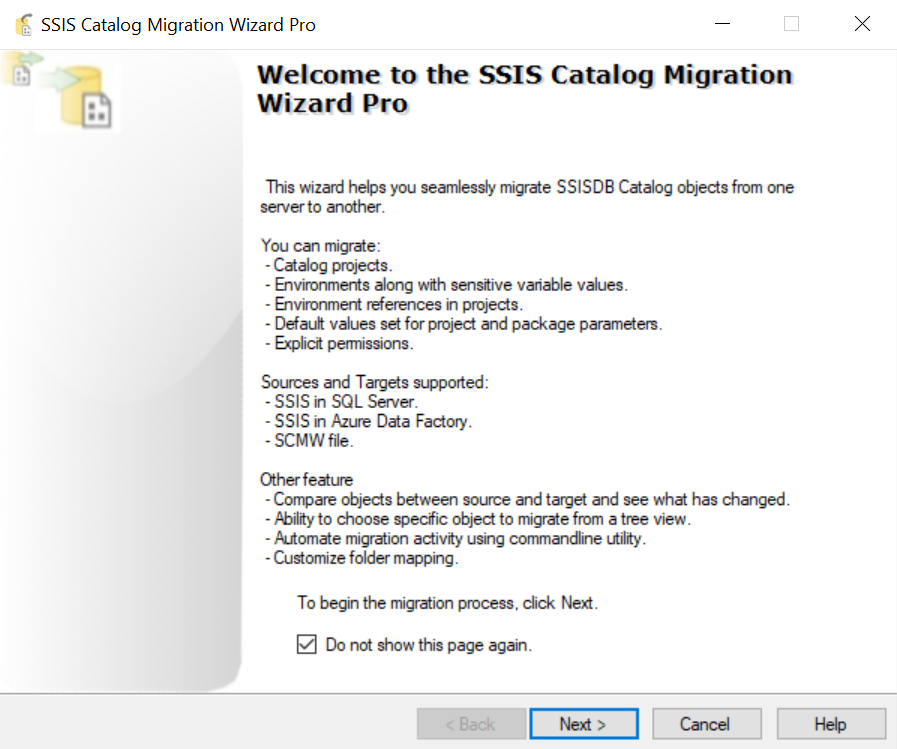 SSIS Catalog Migration Wizard Pro
Welcome to the SSIS Catalog Migration
Wizard Pro
This wizard helps you seamlessly migrate SSISDB Catalog objects from one
server to another.
You can migrate:
- Catalog projects.
- Environments along with sensitive variable values.
- Environment references in projects.
- Default values set for project and package parameters.
- Explicit permissions.
Sources and Targets supported:
- SSIS in SQL Server.
- SSIS in Azure Data Factory.
- SCMW file.
Other feature
- Compare objects between source and target and see what has changed.
- Ability to choose specific object to migrate from a tree view.
- Automate migration activity using commandline utility.
- Customize folder mapping.
To begin the migration process, click Next.
Do not show this page again.
< Back Next > Cancel Help